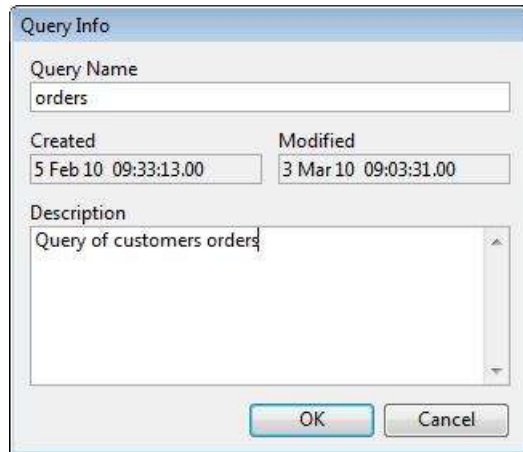 Query Info
Query Name
orders
Created Modified
5 Feb 10 09:33:13.00 3 Mar 10 09:03:31.00
Description
Query of customers orders
OK Cancel